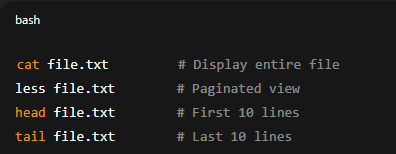 bash
cat file.txt         # Display entire file
less file.txt        # Paginated view
head file.txt        # First 10 lines
tail file.txt        # Last 10 lines